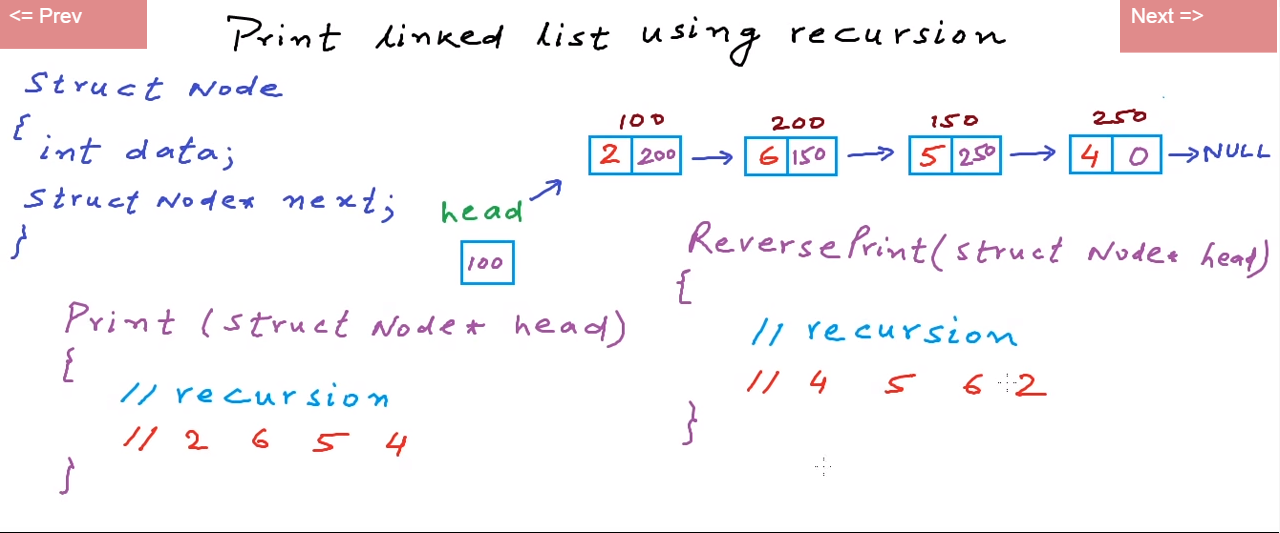 <= Prev
Print linked list using recursion
Next =>
Struct Node
{
int data;
Struct Node* next;
}
100 200 150 250
2 200 6 150 5 250 4 0 NULL
head
100
Print (struct Node* head)
{
// recursion
// 2 6 5 4
}
ReversePrint(struct Node* head)
{
// recursion
// 4 5 6 2
}